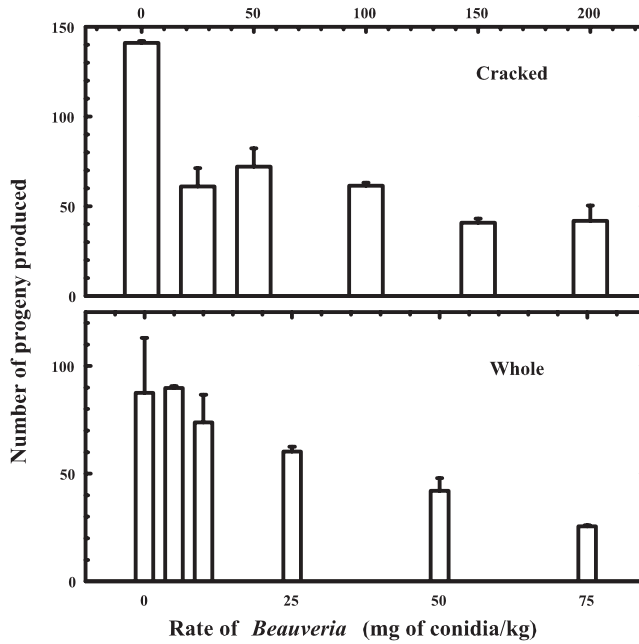 0 50 100 150 200
150
Cracked
100
50
0
Number of progeny produced
Whole
100
50
0
0 25 50 75
Rate of Beauveria (mg of conidia/kg)